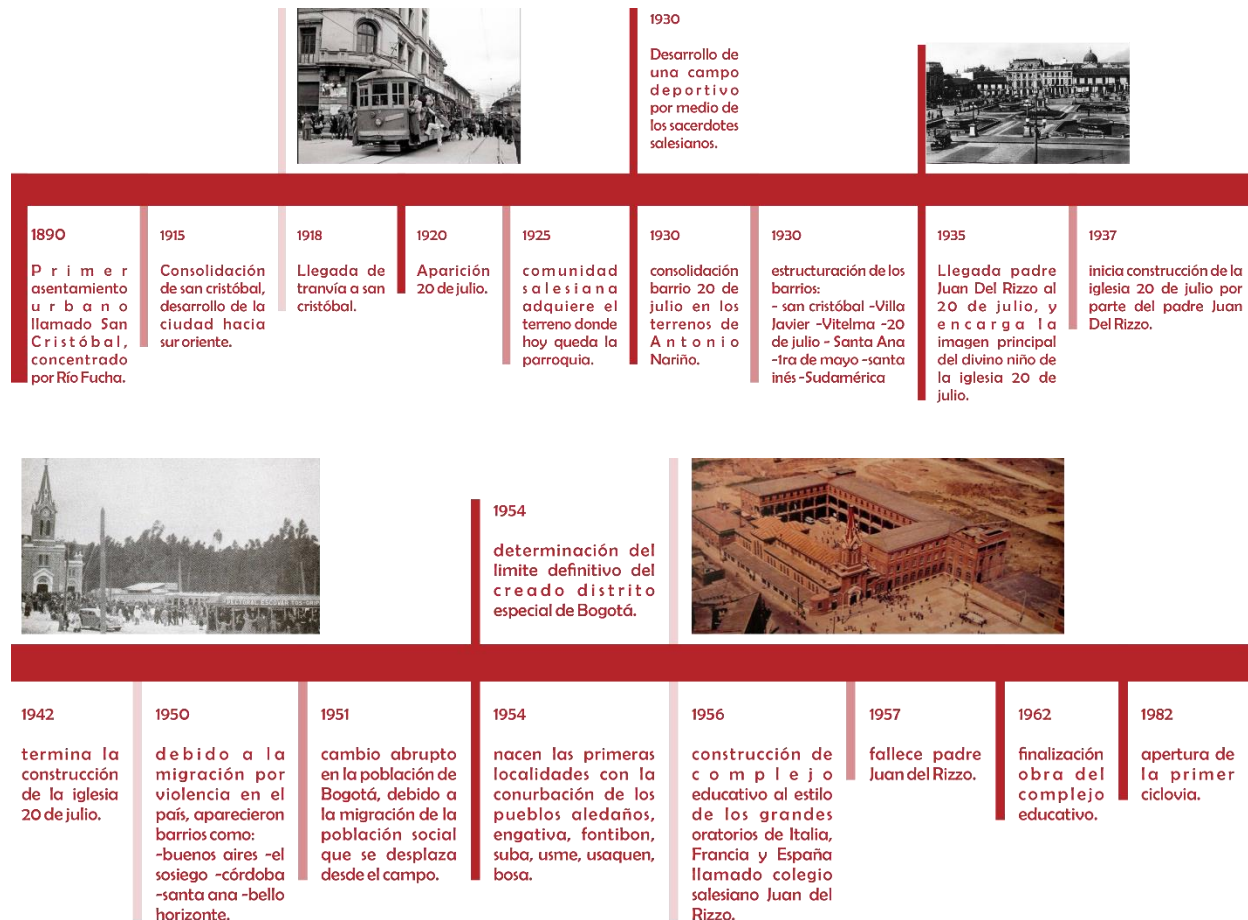 1930
Desarrollo de
una campo
deportivo
por medio de
los sacerdotes
salesianos.
1890
Primer
asentamiento
urbano
llamado San
Cristóbal,
concentrado
por Río Fucha.
1915
Consolidación
de san cristóbal,
desarrollo de la
ciudad hacia
sur oriente.
1918
Llegada de
tranvía a san
cristóbal.
1920
Aparición
20 de julio.
1925
comunidad
salesiana
adquiere el
terreno donde
hoy queda la
parroquia.
1930
consolidación
barrio 20 de
julio en los
terrenos de
Antonio
Nariño.
1930
estructuración de los
barrios:
- san cristóbal -Villa
Javier -Vitelma -20
de julio - Santa Ana
-1ra de mayo -santa
inés -Sudamérica
1935
Llegada padre
Juan Del Rizzo al
20 de julio, y
encarga la
imagen principal
del divino niño de
la iglesia 20 de
julio.
1937
inicia construcción de la
iglesia 20 de julio por
parte del padre Juan
Del Rizzo.
1954
determinación del
limite definitivo del
creado distrito
especial de Bogotá.
1942
termina la
construcción
de la iglesia
20 de julio.
1950
debido a la
migración por
violencia en el
país, aparecieron
barrios como:
-buenos aires -el
sosiego -córdoba
-santa ana -bello
horizonte.
1951
cambio abrupto
en la población de
Bogotá, debido a
la migración de la
población social
que se desplaza
desde el campo.
1954
nacen las primeras
localidades con la
conurbación de los
pueblos aledaños,
engativa, fontibon,
suba, usme, usaquen,
bosa.
1956
construcción de
complejo
educativo al estilo
de los grandes
oratorios de Italia,
Francia y España
llamado colegio
salesiano Juan del
Rizzo.
1957
fallece padre
Juan del Rizzo.
1962
finalización
obra del
complejo
educativo.
1982
apertura de
la primer
ciclovia.